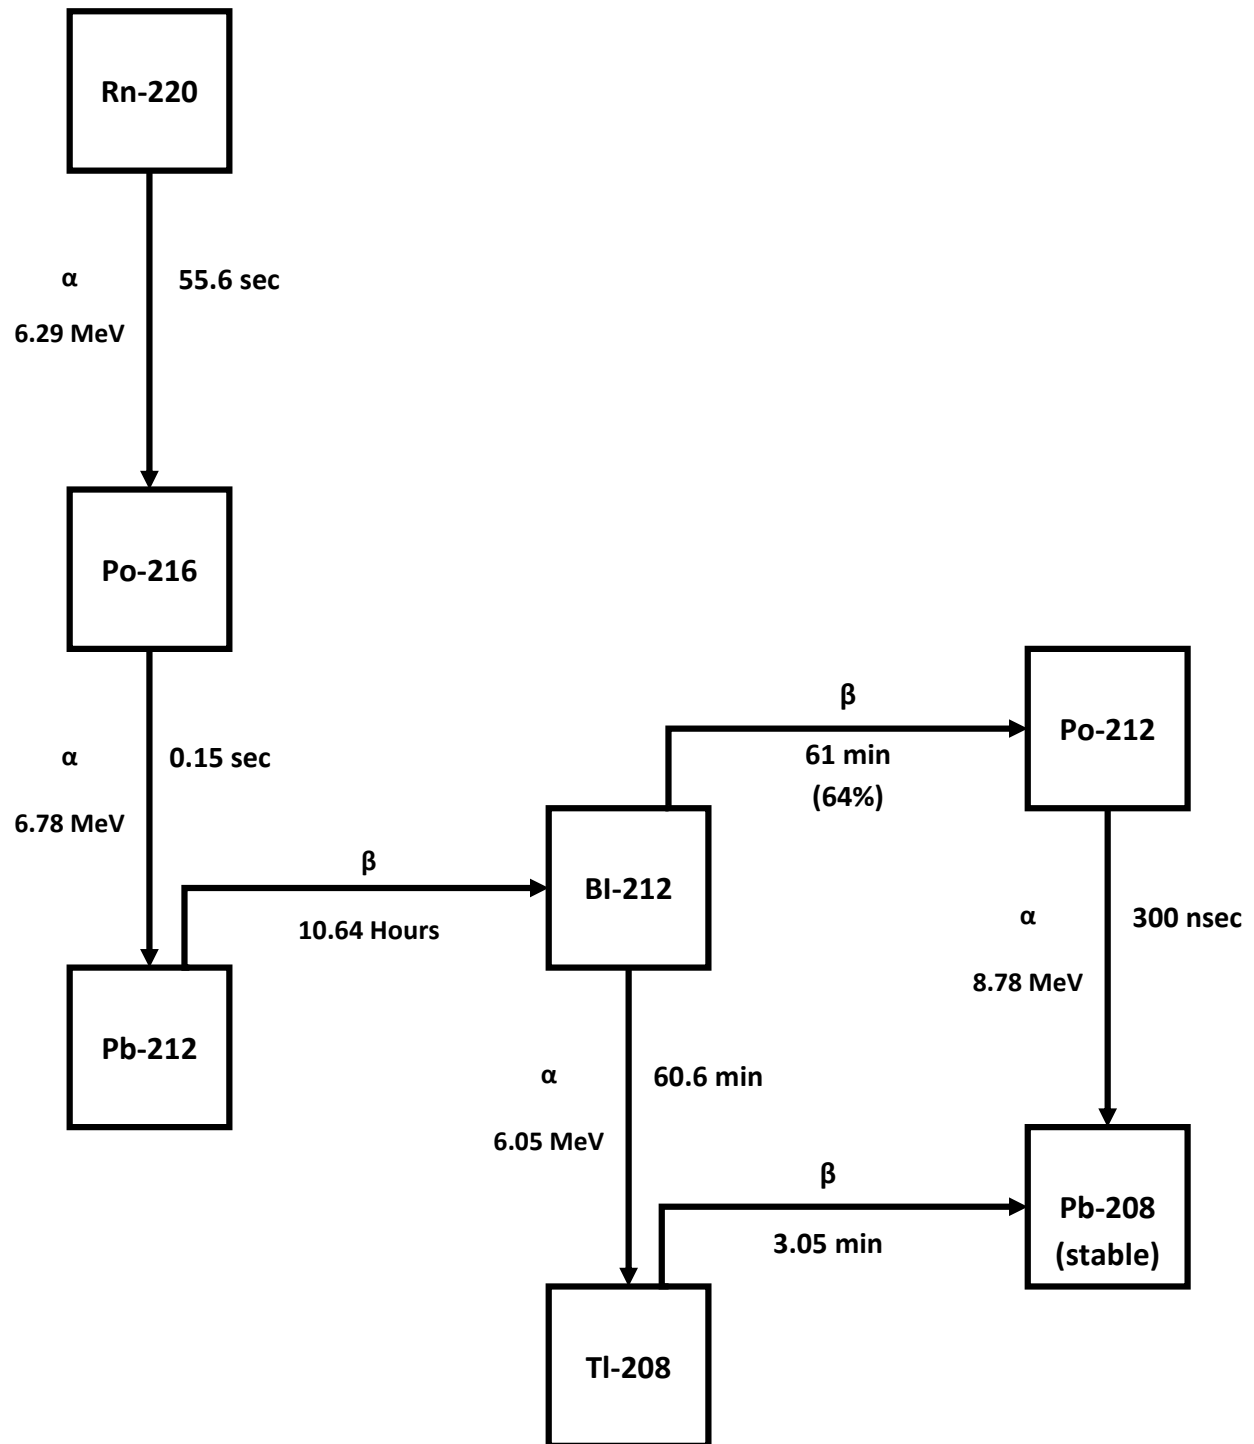 Rn-220
α
55.6 sec
6.29 MeV
Po-216
α
0.15 sec
6.78 MeV
β
10.64 Hours
Pb-212
BI-212
β
61 min
(64%)
Po-212
α
300 nsec
8.78 MeV
α
60.6 min
6.05 MeV
β
3.05 min
Pb-208
(stable)
Tl-208